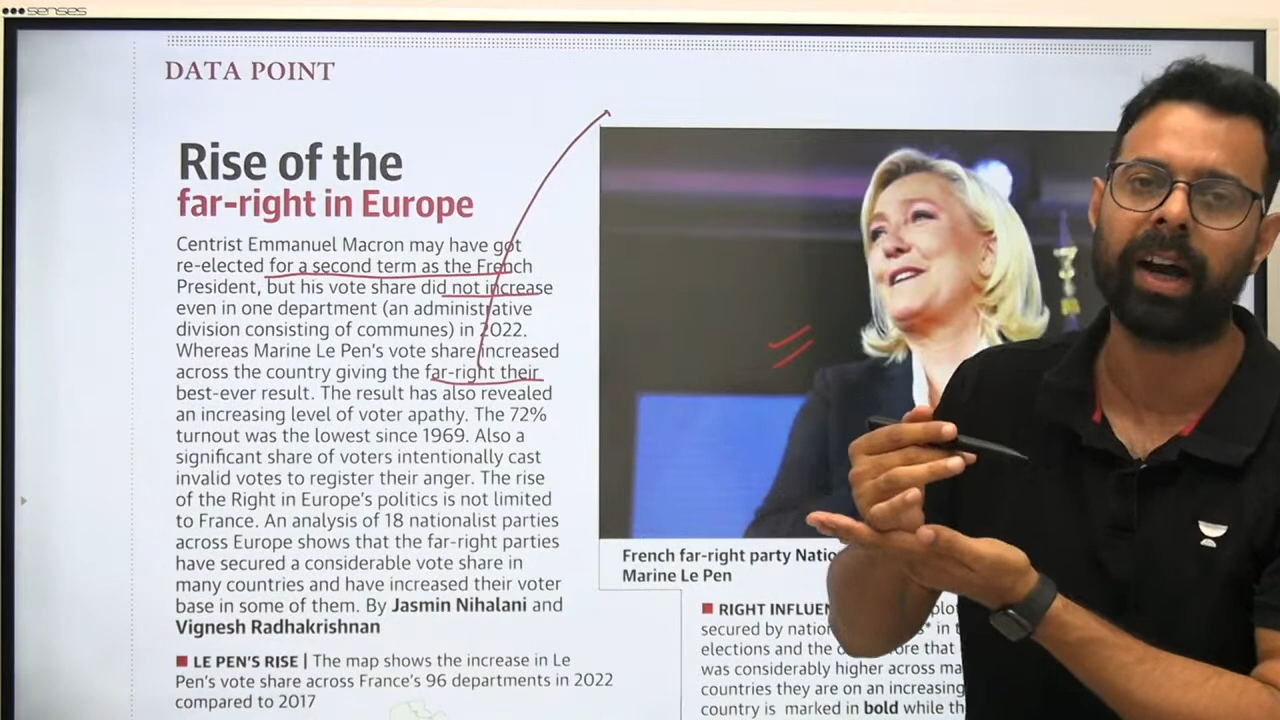 senses
DATA POINT
Rise of the
far-right in Europe
Centrist Emmanuel Macron may have got
re-elected for a second term as the French
President, but his vote share did not increase
even in one department (an administrative
division consisting of communes) in 2022.
Whereas Marine Le Pen's vote share increased
across the country giving the far-right their
best-ever result. The result has also revealed
an increasing level of voter apathy. The 72%
turnout was the lowest since 1969. Also a
significant share of voters intentionally cast
invalid votes to register their anger. The rise
of the Right in Europe's politics is not limited
to France. An analysis of 18 nationalist parties
across Europe shows that the far-right parties
have secured a considerable vote share in
many countries and have increased their voter
base in some of them. By Jasmin Nihalani and
Vignesh Radhakrishnan
■ LE PEN'S RISE | The map shows the increase in Le
Pen's vote share across France's 96 departments in 2022
compared to 2017
French far-right party Natio
Marine Le Pen
■ RIGHT INFLUEN plo
secured by nation s* in t
elections and the ore that
was considerably higher across ma
countries they are on an increasing
country is marked in bold while th